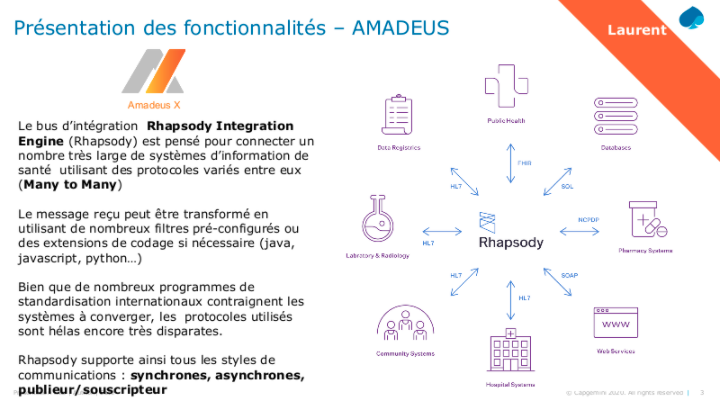 Présentation des fonctionnalités – AMADEUS
Laurent
Amadeus X
Le bus d’intégration Rhapsody Integration
Engine (Rhapsody) est pensé pour connecter un
nombre très large de systèmes d’information de
santé utilisant des protocoles variés entre eux
(Many to Many)
Le message reçu peut être transformé en
utilisant de nombreux filtres pré-configurés ou
des extensions de codage si nécessaire (java,
javascript, python…)
Bien que de nombreux programmes de
standardisation internationaux contraignent les
systèmes à converger, les protocoles utilisés
sont hélas encore très disparates.
Rhapsody supporte ainsi tous les styles de
communications : synchrones, asynchrones,
publieur/souscripteur
Public Health
Data Registries
Databases
FHIR
HL7
SQL
NCPDP
Rhapsody
HL7
Laboratory & Radiology
Pharmacy Systems
HL7
SOAP
HL7
WWW
Community Systems
Web Services
Hospital Systems
© Capgemini 2020. All rights reserved | 3